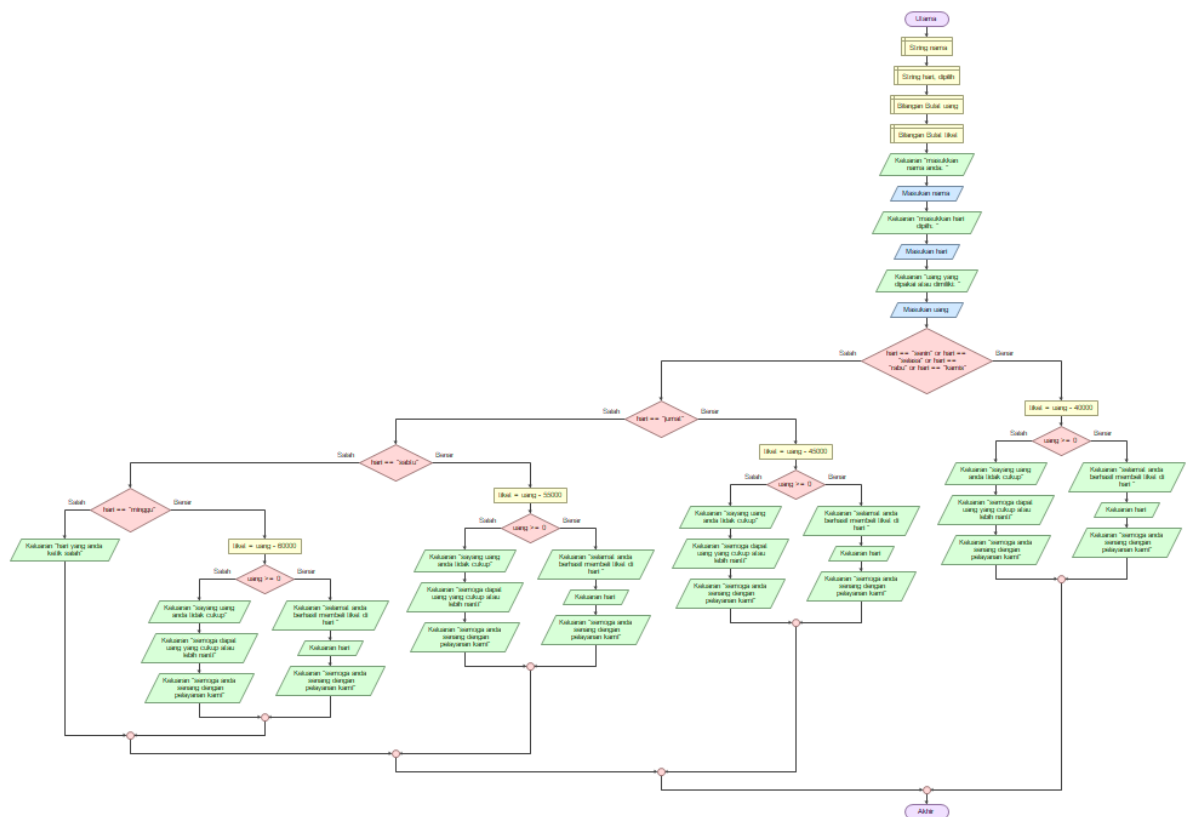 Utama
String nama
String hari, dipilih
Bilangan Bulat uang
Bilangan Bulat tiket
Keluaran "masukkan
nama anda. "
Masukan nama
Keluaran "masukkan hari
dipilh. "
Masukan hari
Keluaran "uang yang
dipakai atau dimiliki. "
Masukan uang
Salah
hari == "senin" or hari ==
"selasa" or hari ==
"rabu" or hari == "kamis"
Benar
tiket = uang - 40000
Salah
uang >= 0
Benar
Keluaran "sayang uang
anda tidak cukup"
Keluaran "semoga dapat
uang yang cukup atau
lebih nanti"
Keluaran "semoga anda
senang dengan
pelayanan kami"
Keluaran "selamat anda
berhasil membeli tiket di
hari "
Keluaran hari
Keluaran "semoga anda
senang dengan
pelayanan kami"
Salah
hari == "jumat"
Benar
tiket = uang - 45000
Salah
uang >= 0
Benar
Keluaran "sayang uang
anda tidak cukup"
Keluaran "semoga dapat
uang yang cukup atau
lebih nanti"
Keluaran "semoga anda
senang dengan
pelayanan kami"
Keluaran "selamat anda
berhasil membeli tiket di
hari "
Keluaran hari
Keluaran "semoga anda
senang dengan
pelayanan kami"
Salah
hari == "sabtu"
Benar
tiket = uang - 55000
Salah
uang >= 0
Benar
Keluaran "sayang uang
anda tidak cukup"
Keluaran "semoga dapat
uang yang cukup atau
lebih nanti"
Keluaran "semoga anda
senang dengan
pelayanan kami"
Keluaran "selamat anda
berhasil membeli tiket di
hari "
Keluaran hari
Keluaran "semoga anda
senang dengan
pelayanan kami"
Salah
hari == "minggu"
Benar
Keluaran "hari yang anda
ketik salah"
tiket = uang - 60000
Salah
uang >= 0
Benar
Keluaran "sayang uang
anda tidak cukup"
Keluaran "semoga dapat
uang yang cukup atau
lebih nanti"
Keluaran "semoga anda
senang dengan
pelayanan kami"
Keluaran "selamat anda
berhasil membeli tiket di
hari "
Keluaran hari
Keluaran "semoga anda
senang dengan
pelayanan kami"
Akhir